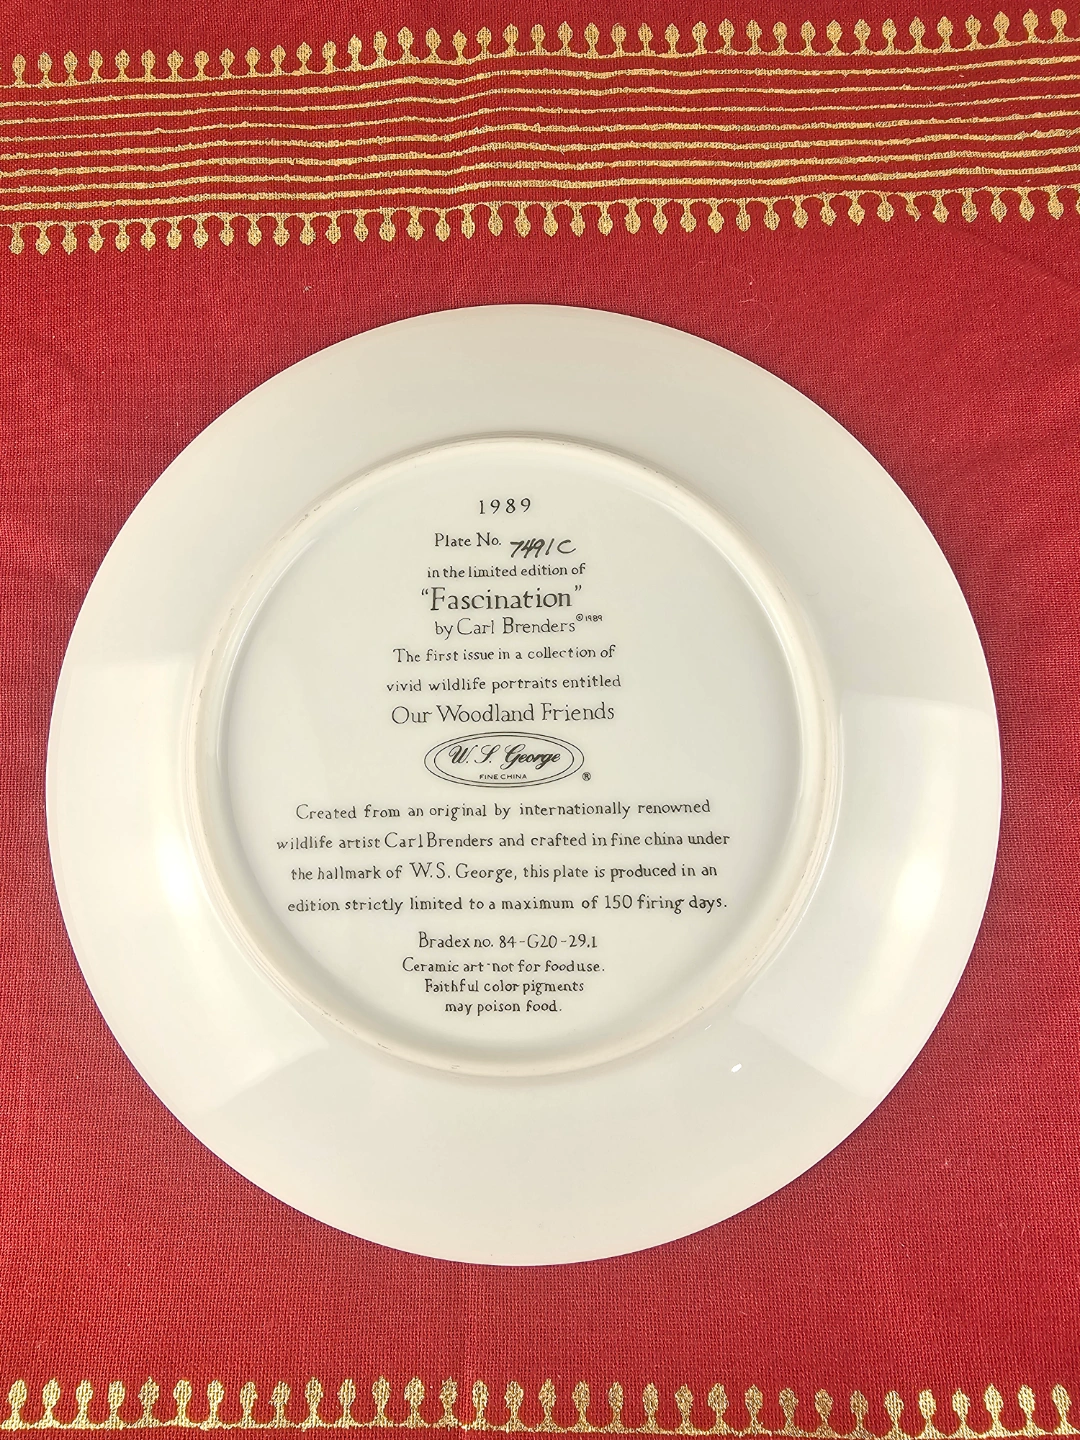 1989
Plate No. 7491C
in the limited edition of
“Fascination”
by Carl Brenders ©1989
The first issue in a collection of
vivid wildlife portraits entitled
Our Woodland Friends
W. S. George
FINE CHINA ®
Created from an original by internationally renowned
wildlife artist Carl Brenders and crafted in fine china under
the hallmark of W.S. George, this plate is produced in an
edition strictly limited to a maximum of 150 firing days.
Bradex no. 84-G20-29.1
Ceramic art-not for food use.
Faithful color pigments
may poison food.